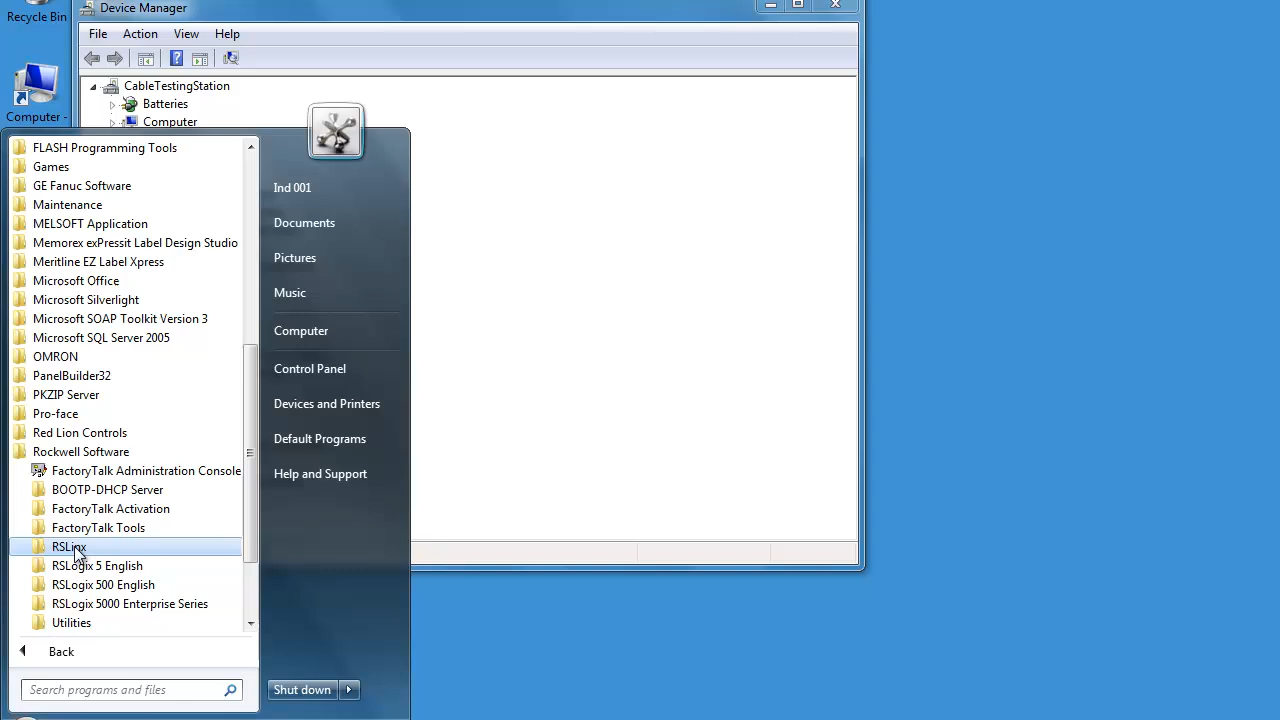 Recycle Bin
Computer -
Device Manager
File Action View Help
CableTestingStation
Batteries
Computer
FLASH Programming Tools
Games
GE Fanuc Software
Maintenance
MELSOFT Application
Memorex exPressit Label Design Studio
Meritline EZ Label Xpress
Microsoft Office
Microsoft Silverlight
Microsoft SOAP Toolkit Version 3
Microsoft SQL Server 2005
OMRON
PanelBuilder32
PKZIP Server
Pro-face
Red Lion Controls
Rockwell Software
FactoryTalk Administration Console
BOOTP-DHCP Server
FactoryTalk Activation
FactoryTalk Tools
RSLinx
RSLogix 5 English
RSLogix 500 English
RSLogix 5000 Enterprise Series
Utilities
Back
Search programs and files
Ind 001
Documents
Pictures
Music
Computer
Control Panel
Devices and Printers
Default Programs
Help and Support
Shut down